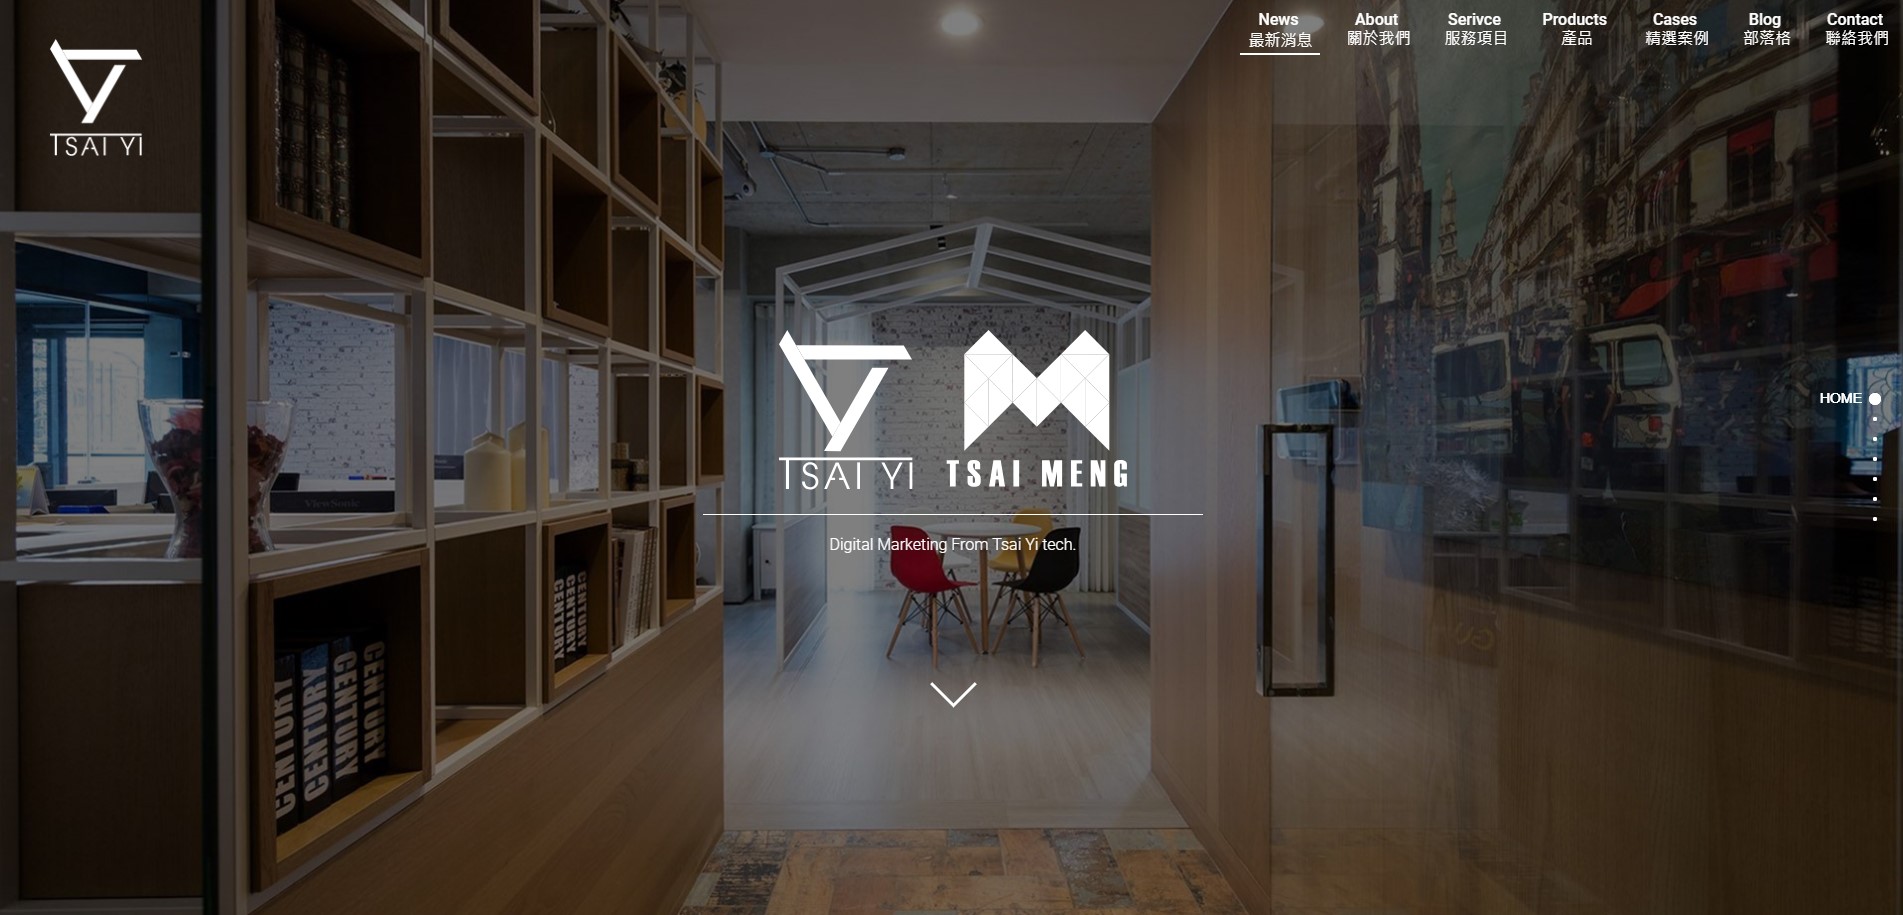 TSAI YI
News
最新消息
About
關於我們
Serivce
服務項目
Products
產品
Cases
精選案例
Blog
部落格
Contact
聯絡我們
TSAI YI
TSAI MENG
Digital Marketing From Tsai Yi tech.
HOME
ViewSonic
CENTURY
CENTURY
CENTURY
CENTURY
CENTURY
CENTURY
CENTURY